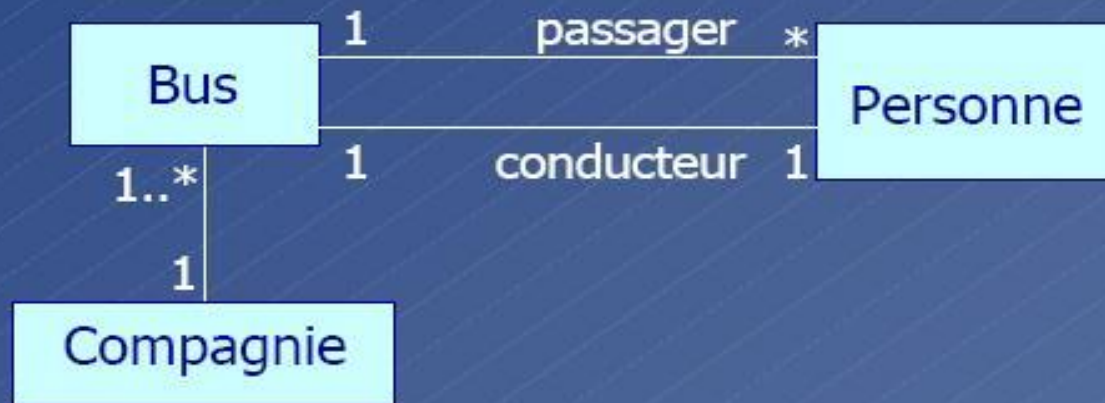 1 passager *
Bus
Personne
1 conducteur 1
1..*
1
Compagnie